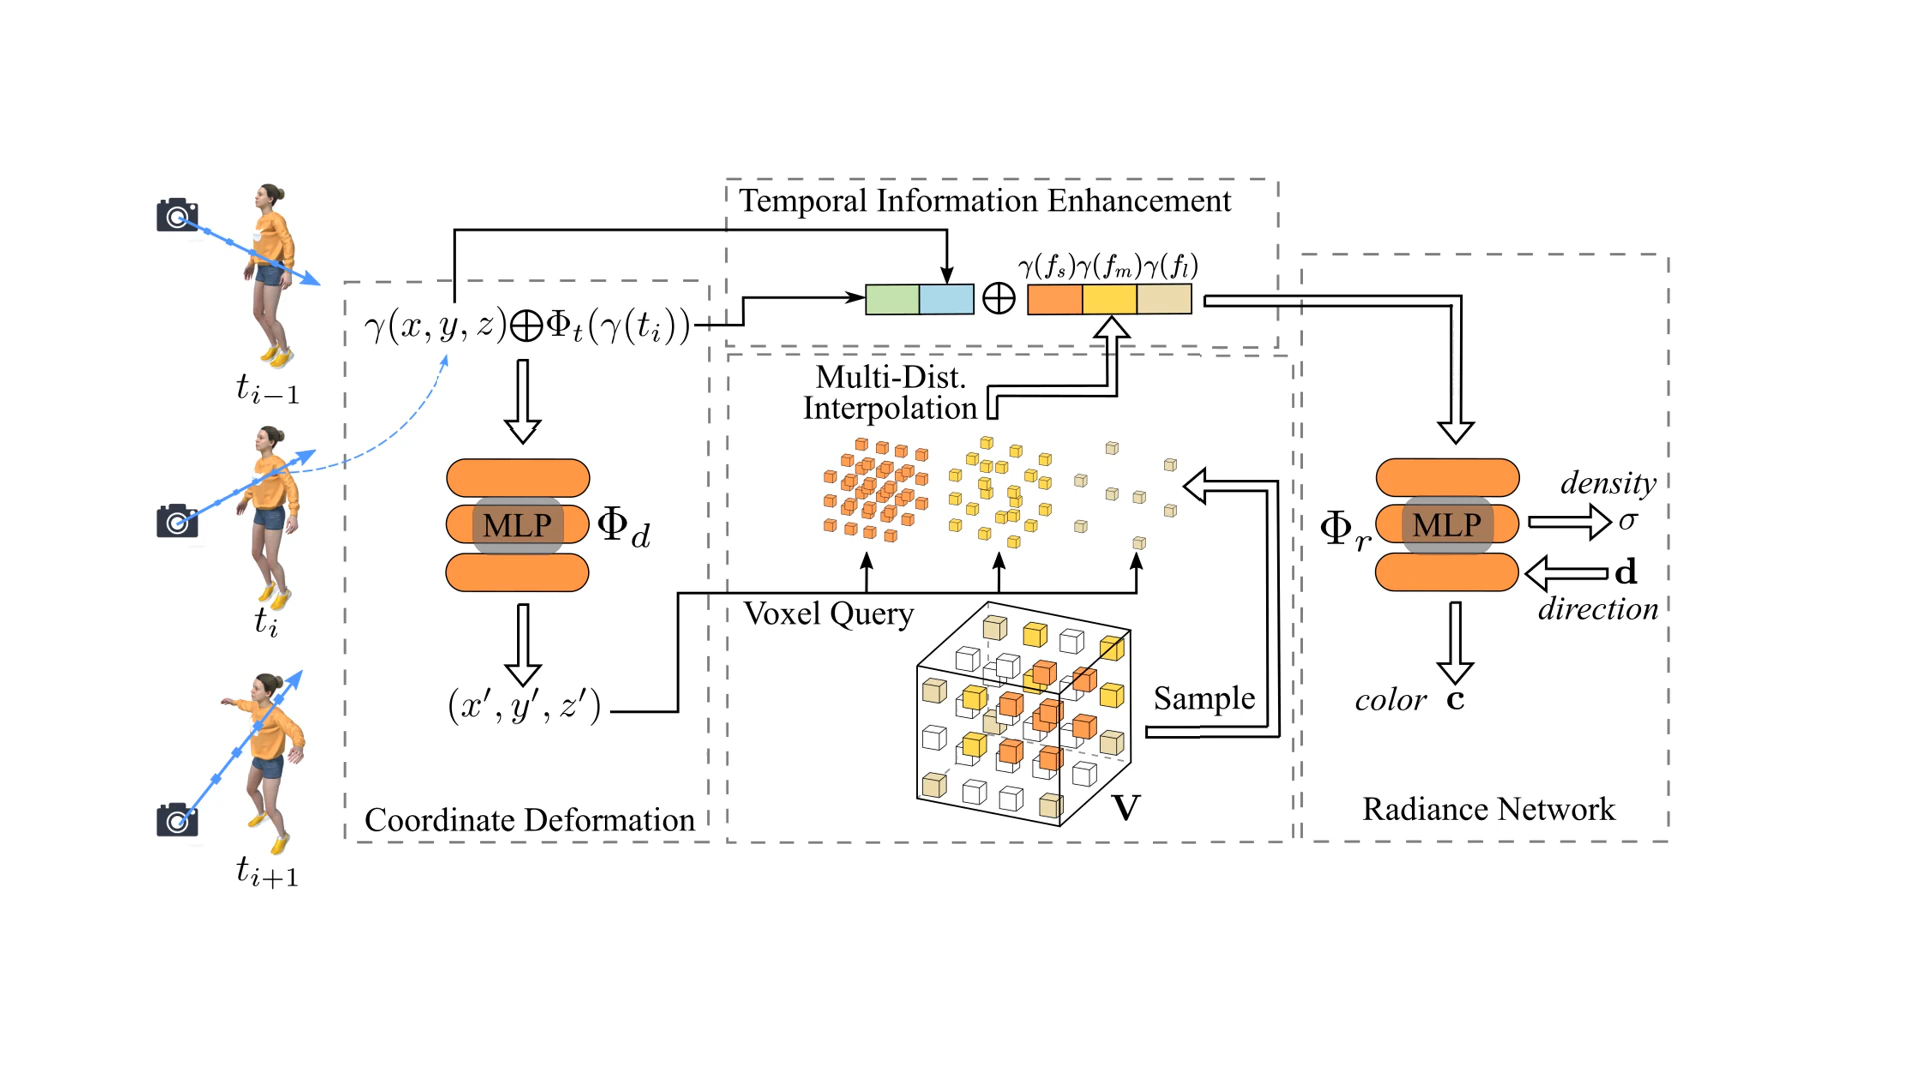 t_{i-1}
t_i
t_{i+1}
γ(x, y, z)⊕Φ_t(γ(t_i))
MLP Φ_d
(x′, y′, z′)
Coordinate Deformation
Temporal Information Enhancement
γ(f_s)γ(f_m)γ(f_l)
⊕
Multi-Dist.
Interpolation
Voxel Query
Sample
V
Φ_r MLP
density
σ
d
direction
color c
Radiance Network